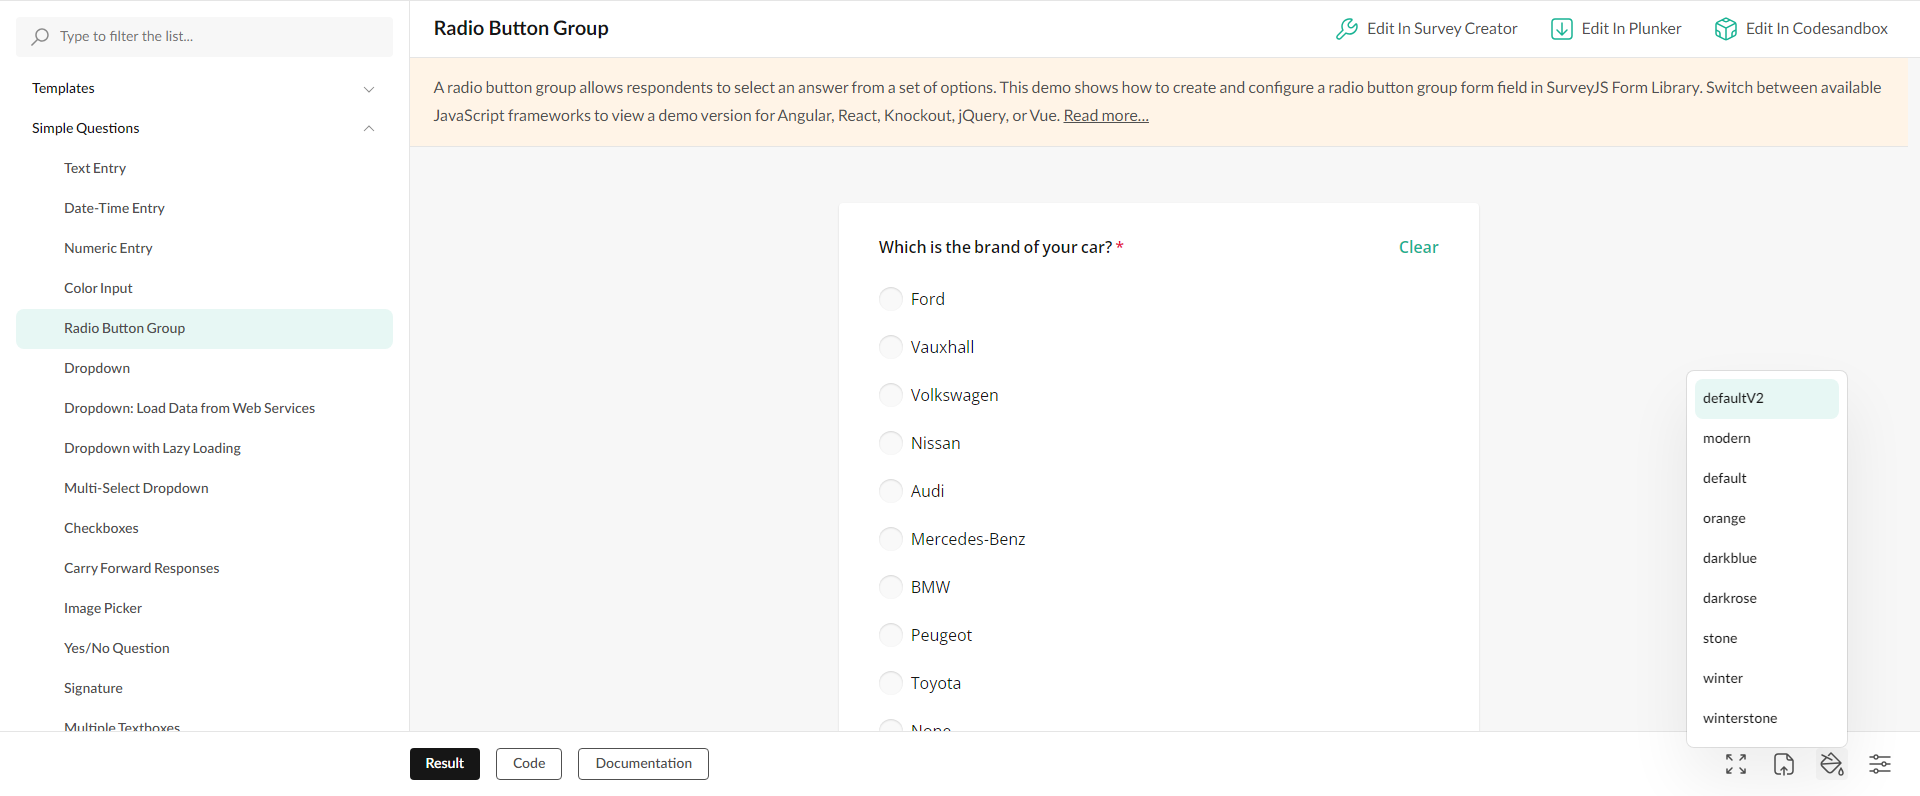 Type to filter the list...
Templates
Simple Questions
Text Entry
Date-Time Entry
Numeric Entry
Color Input
Radio Button Group
Dropdown
Dropdown: Load Data from Web Services
Dropdown with Lazy Loading
Multi-Select Dropdown
Checkboxes
Carry Forward Responses
Image Picker
Yes/No Question
Signature
Multiple Textboxes
Radio Button Group
Edit In Survey Creator
Edit In Plunker
Edit In Codesandbox
A radio button group allows respondents to select an answer from a set of options. This demo shows how to create and configure a radio button group form field in SurveyJS Form Library. Switch between available
JavaScript frameworks to view a demo version for Angular, React, Knockout, jQuery, or Vue. Read more...
Which is the brand of your car? *
Clear
Ford
Vauxhall
Volkswagen
Nissan
Audi
Mercedes-Benz
BMW
Peugeot
Toyota
None
defaultV2
modern
default
orange
darkblue
darkrose
stone
winter
winterstone
Result
Code
Documentation